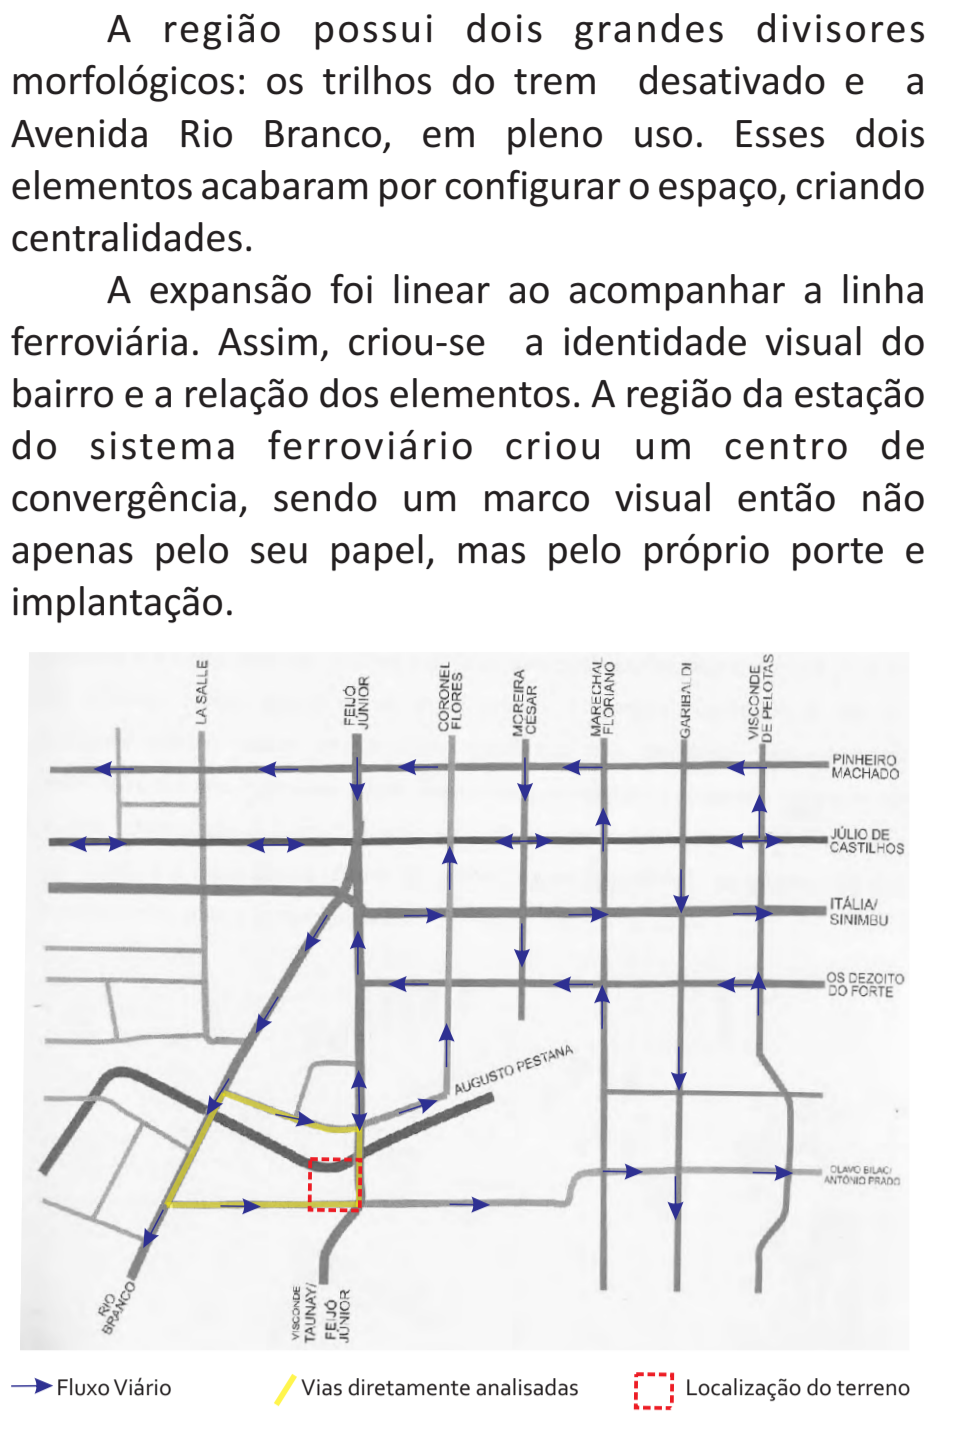 A região possui dois grandes divisores
morfológicos: os trilhos do trem desativado e a
Avenida Rio Branco, em pleno uso. Esses dois
elementos acabaram por configurar o espaço, criando
centralidades.
A expansão foi linear ao acompanhar a linha
ferroviária. Assim, criou-se a identidade visual do
bairro e a relação dos elementos. A região da estação
do sistema ferroviário criou um centro de
convergência, sendo um marco visual então não
apenas pelo seu papel, mas pelo próprio porte e
implantação.
LA SALLE
FEIJÓ
JÚNIOR
CORONEL
FLORES
MOREIRA
CÉSAR
MARECHAL
FLORIANO
GARIBALDI
VISCONDE
DE PELOTAS
PINHEIRO
MACHADO
JÚLIO DE
CASTILHOS
ITÁLIA/
SINIMBU
OS DEZOITO
DO FORTE
AUGUSTO PESTANA
OLAVO BILAC/
ANTÔNIO PRADO
RIO
BRANCO
VISCONDE
TAUNAY/
FEIJÓ
JÚNIOR
Fluxo Viário
Vias diretamente analisadas
Localização do terreno